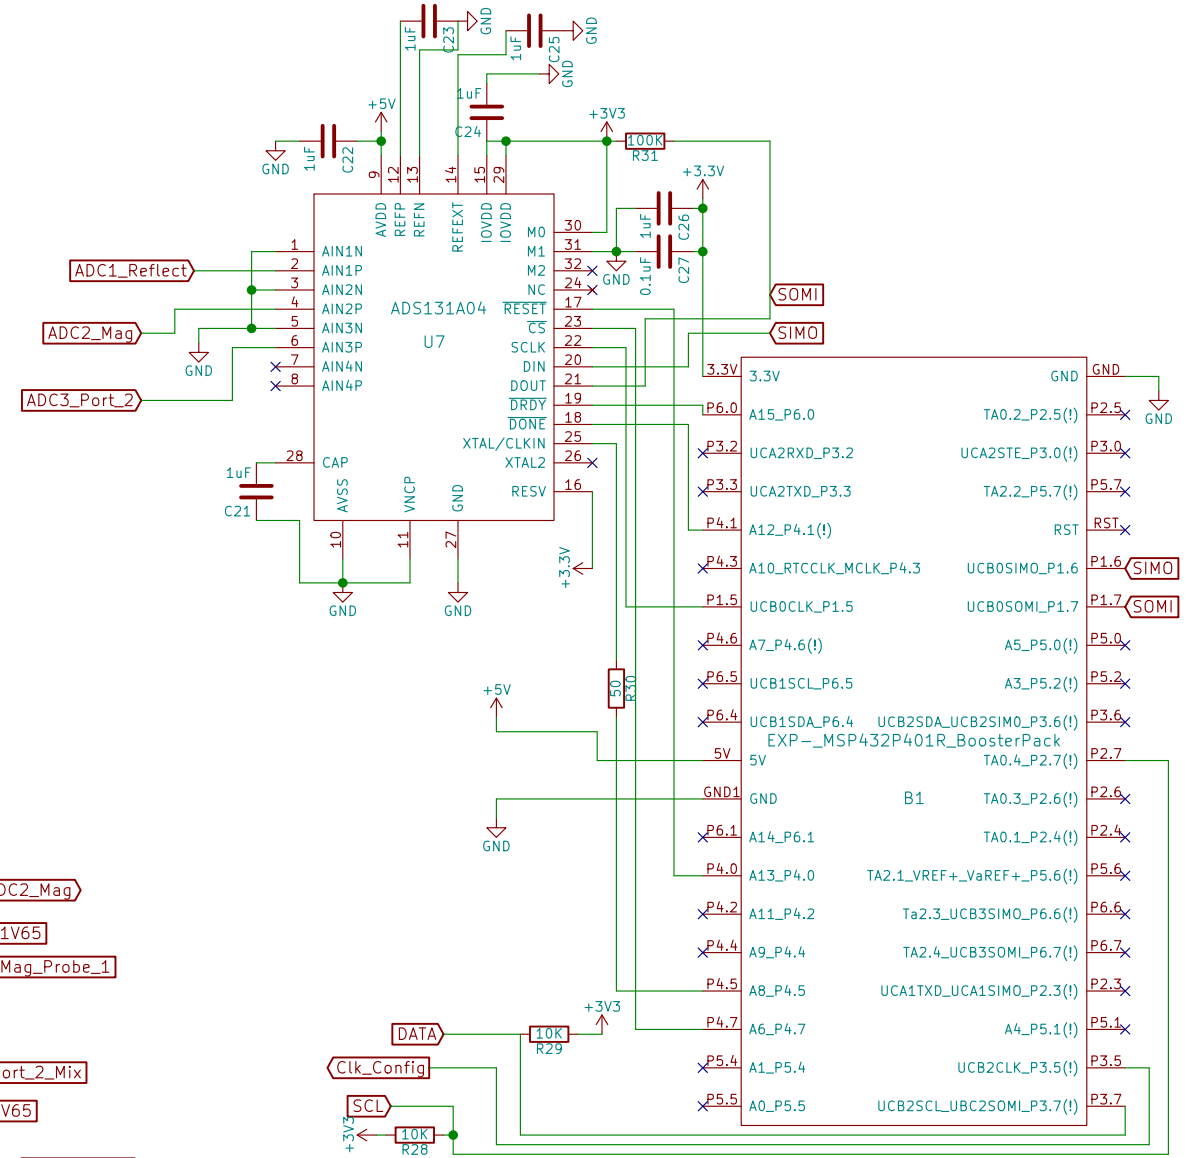 1uF
C23
GND
1uF
C25
GND
GND
1uF
C24
+5V
+3V3
100K
R31
GND
1uF
C22
+3.3V
9
12
13
14
15
29
AVDD
REFP
REFN
REFEXT
IOVDD
IOVDD
1 AIN1N
2 AIN1P
3 AIN2N
4 AIN2P
5 AIN3N
6 AIN3P
7 AIN4N
8 AIN4P
28 CAP
ADS131A04
U7
M0 30
M1 31
M2 32
NC 24
RESET 17
CS 23
SCLK 22
DIN 20
DOUT 21
DRDY 19
DONE 18
XTAL/CLKIN 25
XTAL2 26
RESV 16
AVSS
VNCP
GND
10
11
27
1uF
C26
0.1uF
C27
GND
ADC1_Reflect
ADC2_Mag
ADC3_Port_2
GND
SOMI
SIMO
1uF
C21
GND
GND
+3.3V
50
R30
+5V
GND
3.3V 3.3V
P6.0 A15_P6.0
P3.2 UCA2RXD_P3.2
P3.3 UCA2TXD_P3.3
P4.1 A12_P4.1(!)
P4.3 A10_RTCCLK_MCLK_P4.3
P1.5 UCB0CLK_P1.5
P4.6 A7_P4.6(!)
P6.5 UCB1SCL_P6.5
P6.4 UCB1SDA_P6.4
5V 5V
GND1 GND
P6.1 A14_P6.1
P4.0 A13_P4.0
P4.2 A11_P4.2
P4.4 A9_P4.4
P4.5 A8_P4.5
P4.7 A6_P4.7
P5.4 A1_P5.4
P5.5 A0_P5.5
EXP-_MSP432P401R_BoosterPack
B1
GND GND
GND
TA0.2_P2.5(!) P2.5
UCA2STE_P3.0(!) P3.0
TA2.2_P5.7(!) P5.7
RST RST
UCB0SIMO_P1.6 P1.6
SIMO
UCB0SOMI_P1.7 P1.7
SOMI
A5_P5.0(!) P5.0
A3_P5.2(!) P5.2
UCB2SDA_UCB2SIMO_P3.6(!) P3.6
TA0.4_P2.7(!) P2.7
TA0.3_P2.6(!) P2.6
TA0.1_P2.4(!) P2.4
TA2.1_VREF+_VaREF+_P5.6(!) P5.6
Ta2.3_UCB3SIMO_P6.6(!) P6.6
TA2.4_UCB3SOMI_P6.7(!) P6.7
UCA1TXD_UCA1SIMO_P2.3(!) P2.3
A4_P5.1(!) P5.1
UCB2CLK_P3.5(!) P3.5
UCB2SCL_UBC2SOMI_P3.7(!) P3.7
DC2_Mag
1V65
Mag_Probe_1
ort_2_Mix
V65
DATA
10K
R29
+3V3
Clk_Config
SCL
+3V3
10K
R28